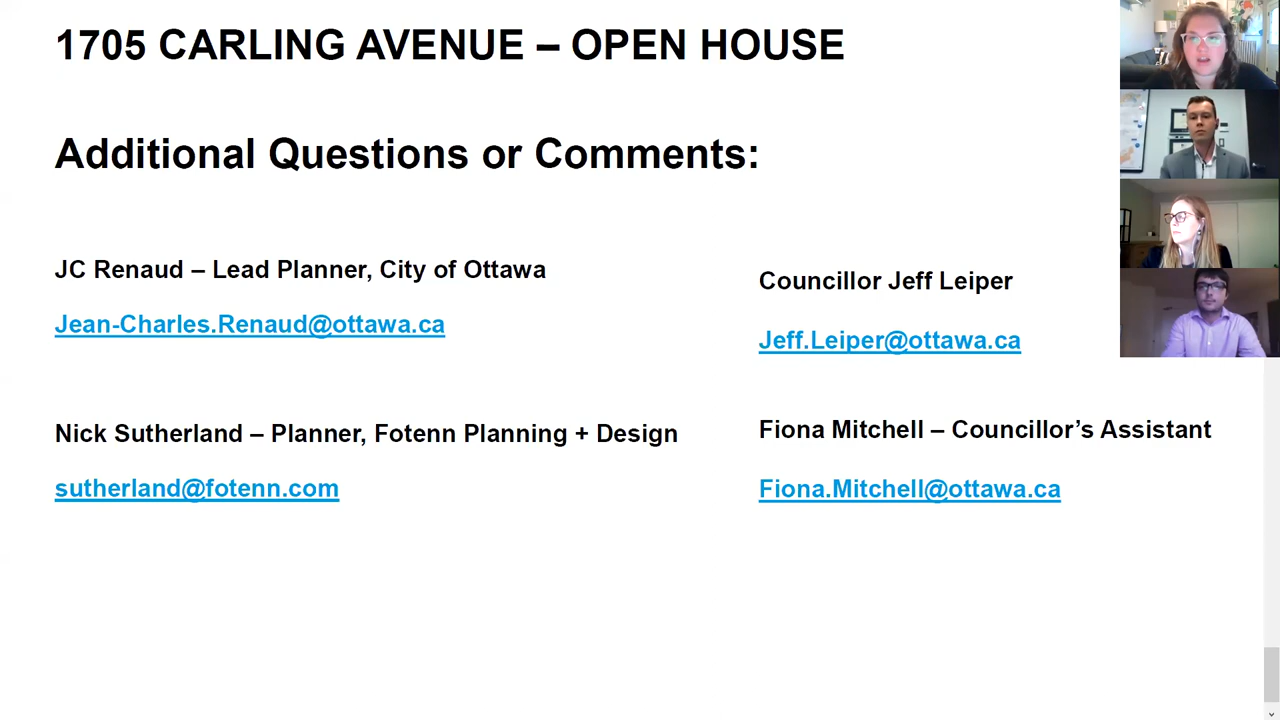 1705 CARLING AVENUE – OPEN HOUSE
Additional Questions or Comments:
JC Renaud – Lead Planner, City of Ottawa
Jean-Charles.Renaud@ottawa.ca
Nick Sutherland – Planner, Fotenn Planning + Design
sutherland@fotenn.com
Councillor Jeff Leiper
Jeff.Leiper@ottawa.ca
Fiona Mitchell – Councillor’s Assistant
Fiona.Mitchell@ottawa.ca